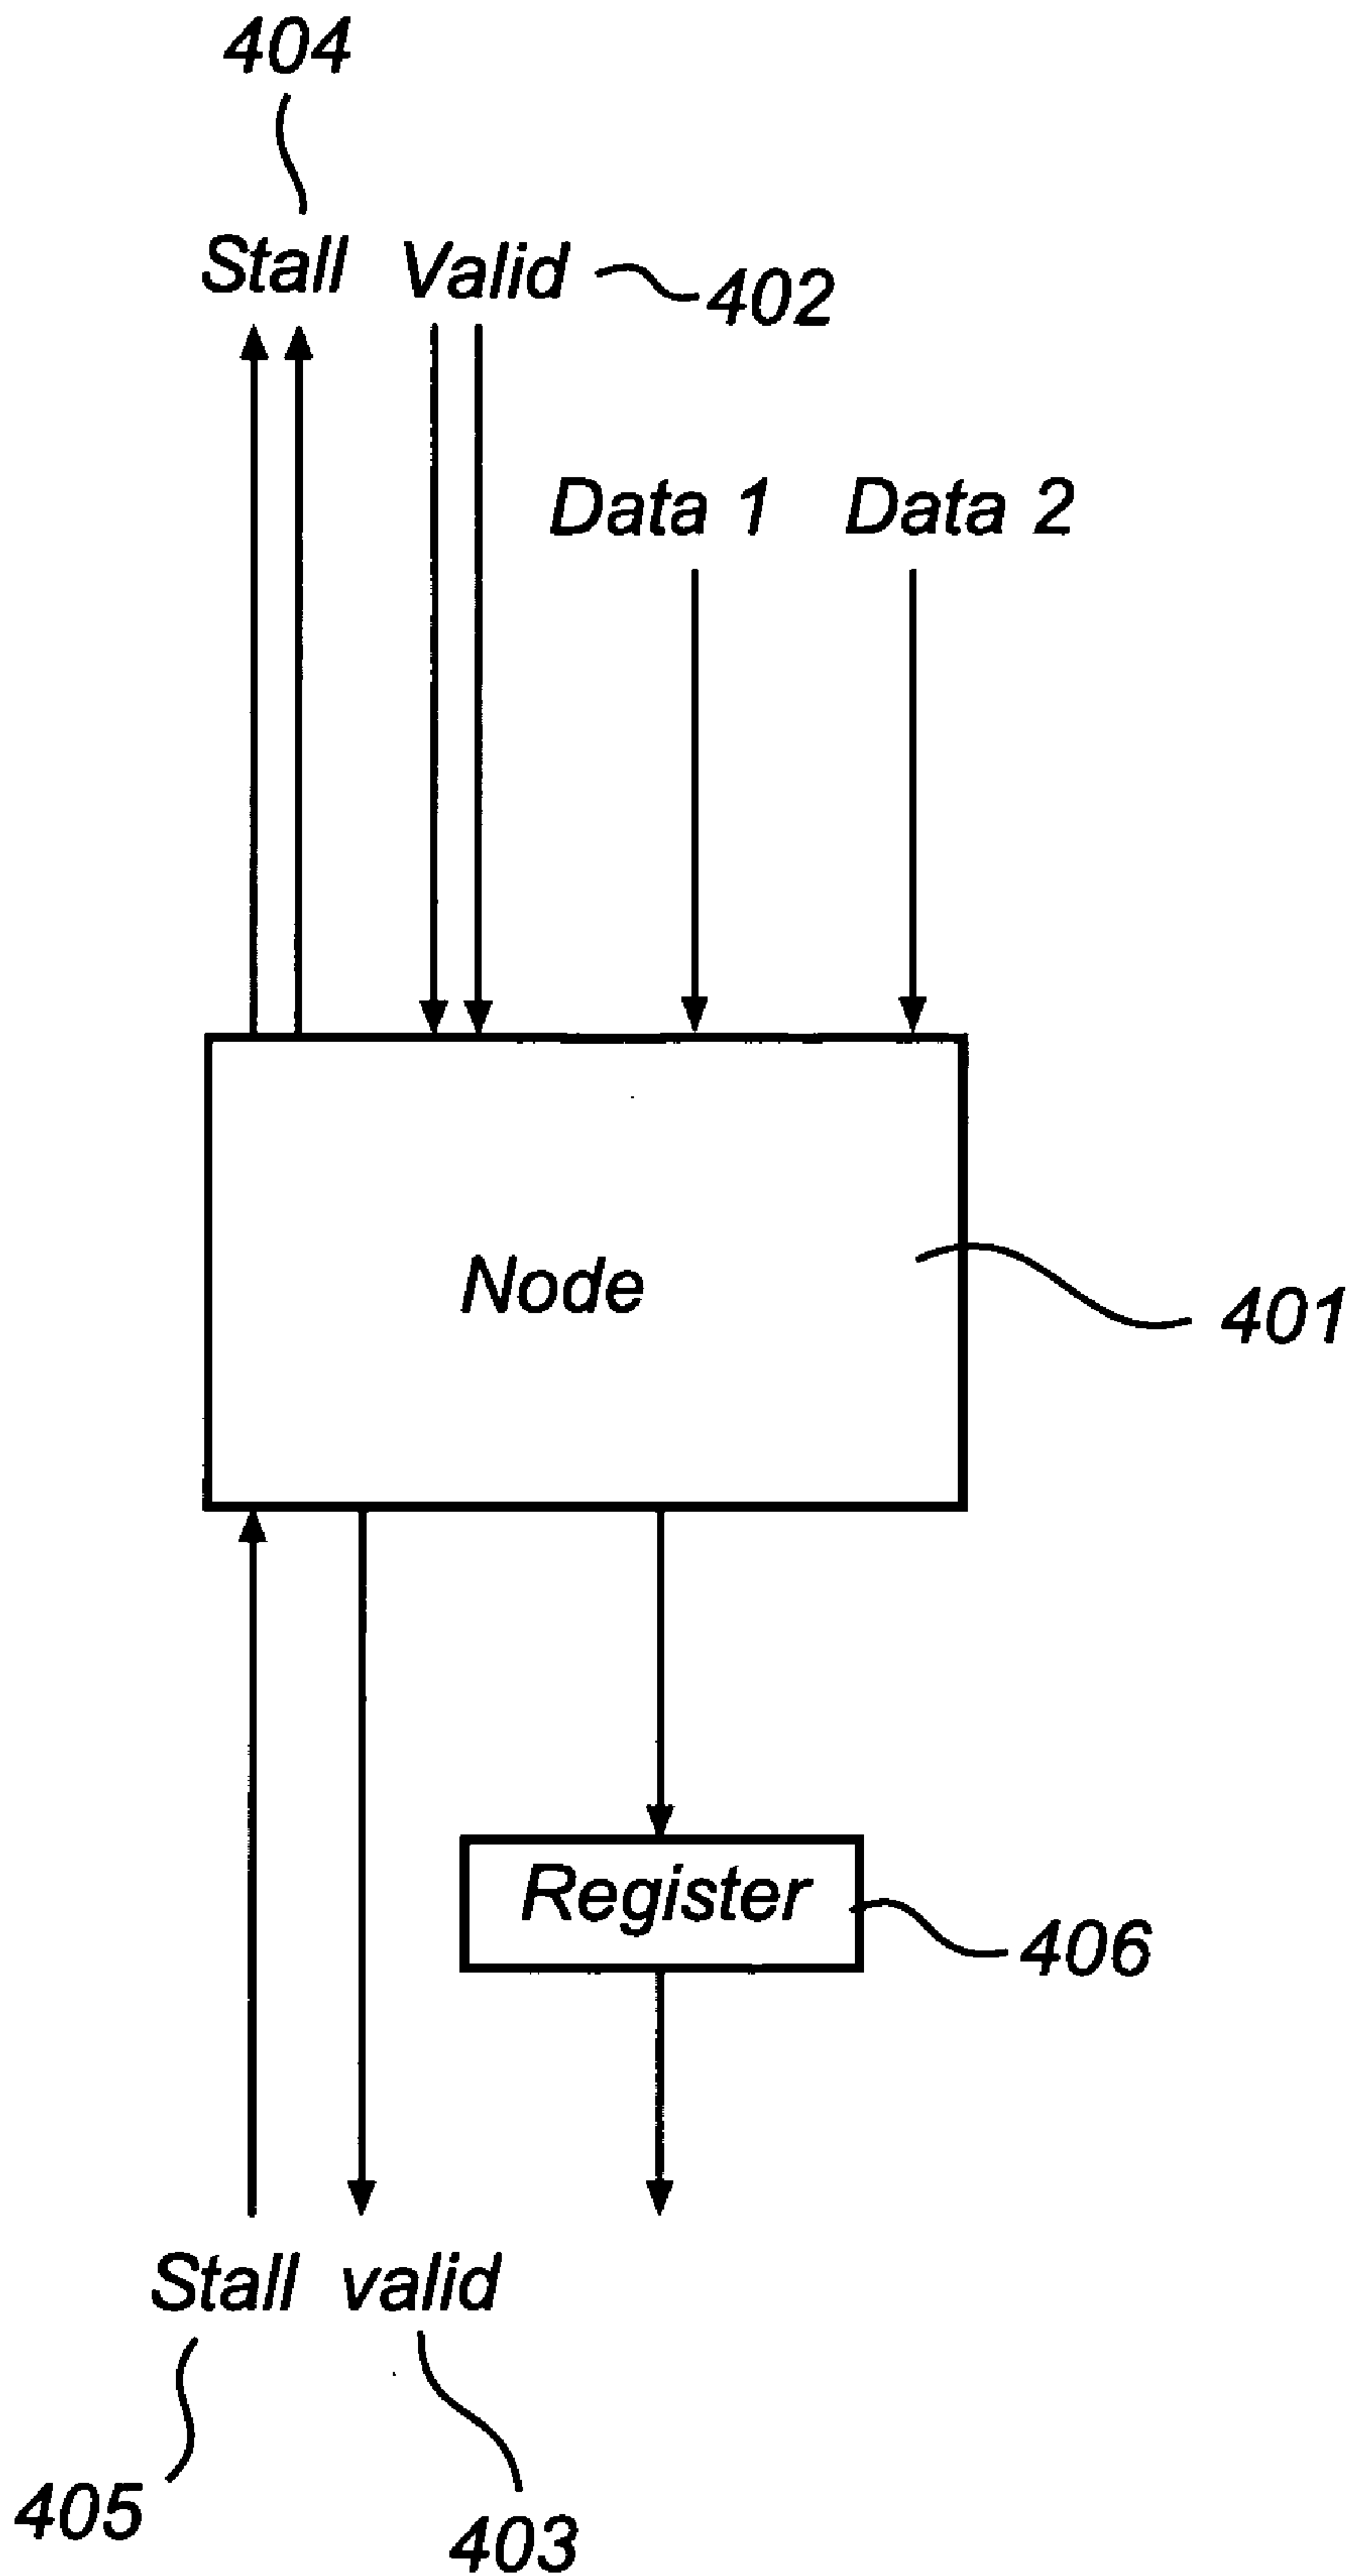 404
Stall Valid 402
Data 1 Data 2
Node
401
Register
406
Stall valid
405
403